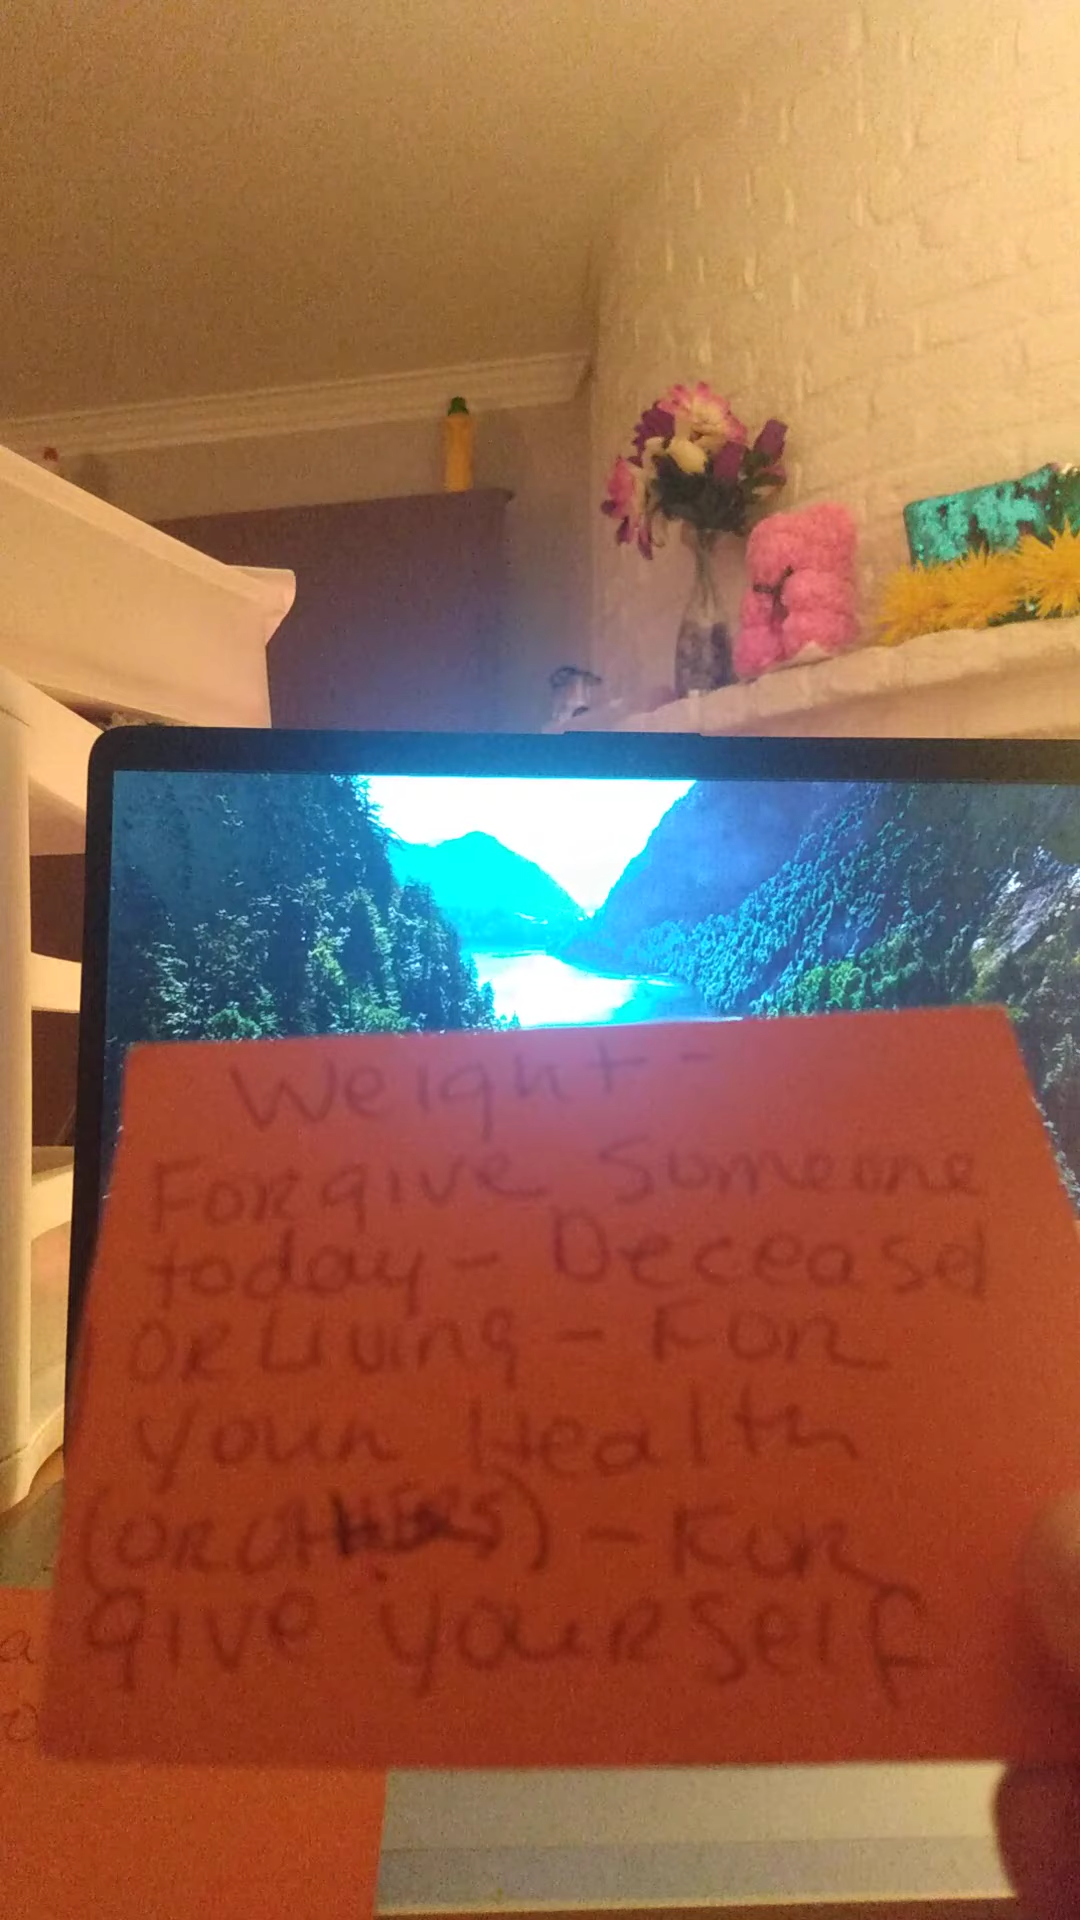 Weight-
Forgive Someone
today- Deceased
or Living - For
your Health
(or OTHERS) - For
give yourself
a